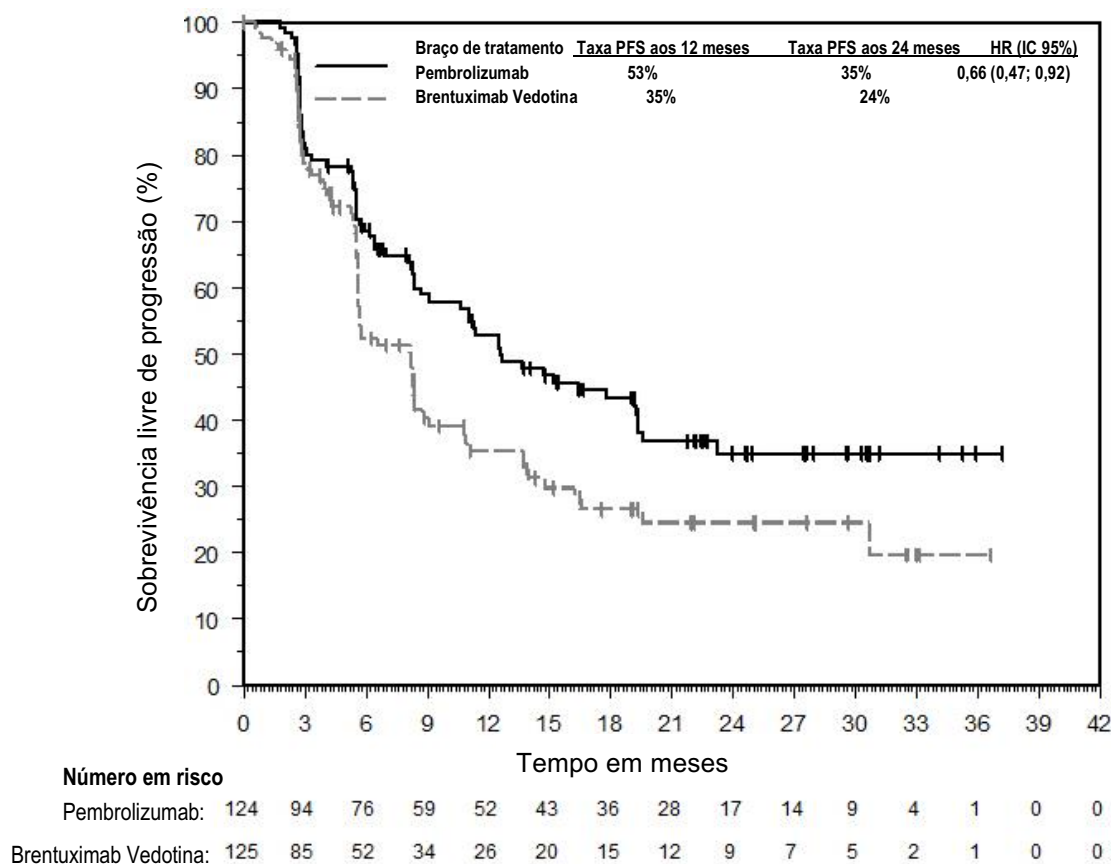 Braço de tratamento Taxa PFS aos 12 meses Taxa PFS aos 24 meses HR (IC 95%)
Pembrolizumab 53% 35% 0,66 (0,47; 0,92)
Brentuximab Vedotina 35% 24%
Sobrevivência livre de progressão (%)
100
90
80
70
60
50
40
30
20
10
0
0 3 6 9 12 15 18 21 24 27 30 33 36 39 42
Tempo em meses
Número em risco
Pembrolizumab: 124 94 76 59 52 43 36 28 17 14 9 4 1 0 0
Brentuximab Vedotina: 125 85 52 34 26 20 15 12 9 7 5 2 1 0 0